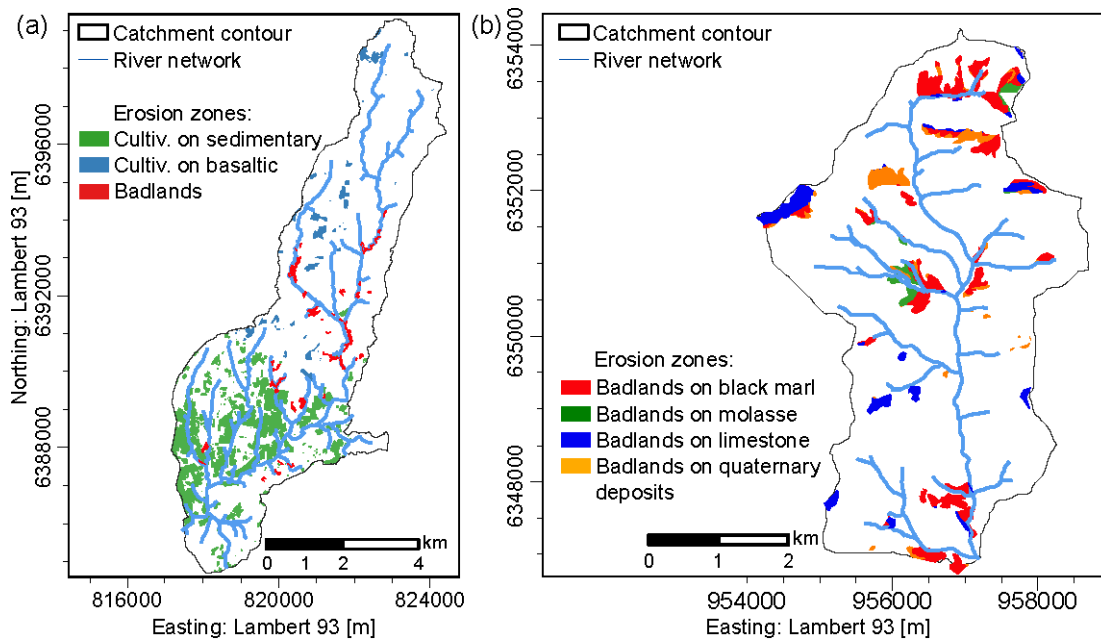 (a)
Catchment contour
River network
Erosion zones:
Cultiv. on sedimentary
Cultiv. on basaltic
Badlands
Northing: Lambert 93 [m]
6396000
6392000
6388000
km
0 2 4
816000 820000 824000
Easting: Lambert 93 [m]
(b)
Catchment contour
River network
Erosion zones:
Badlands on black marl
Badlands on molasse
Badlands on limestone
Badlands on quaternary
deposits
6354000
6352000
6350000
6348000
km
0 1 2
954000 956000 958000
Easting: Lambert 93 [m]